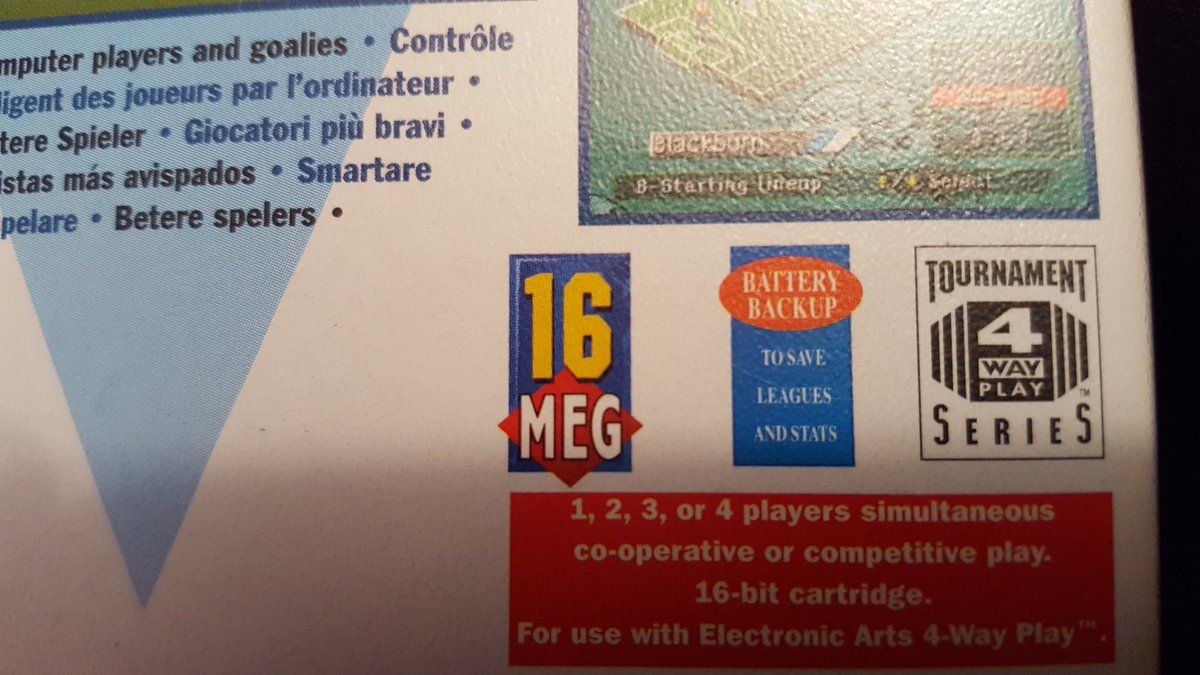 mputer players and goalies • Contrôle
ligent des joueurs par l'ordinateur •
tere Spieler • Giocatori più bravi •
istas más avispados • Smartare
pelare • Betere spelers •
Blackburn
B-Starting Lineup
Select
16
MEG
BATTERY
BACKUP
TO SAVE
LEAGUES
AND STATS
TOURNAMENT
4
WAY
PLAY
™
SERIES
1, 2, 3, or 4 players simultaneous
co-operative or competitive play.
16-bit cartridge.
For use with Electronic Arts 4-Way Play™.